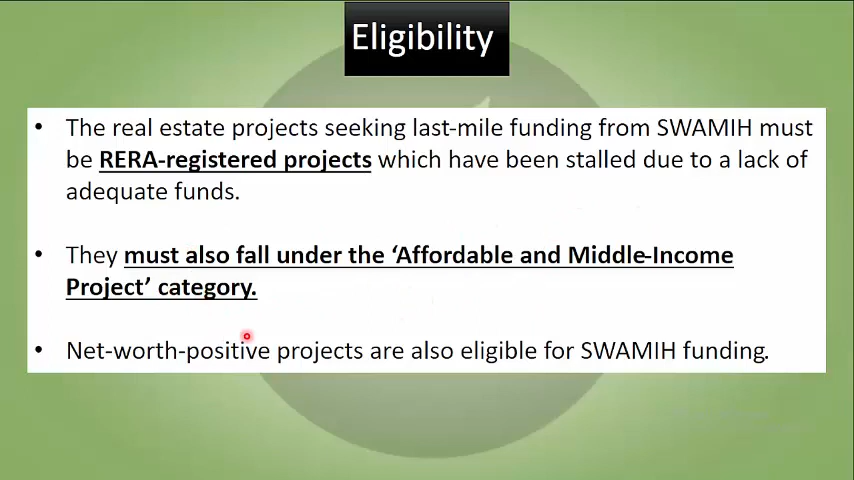 Eligibility
• The real estate projects seeking last-mile funding from SWAMIH must
be RERA-registered projects which have been stalled due to a lack of
adequate funds.
• They must also fall under the ‘Affordable and Middle-Income
Project’ category.
• Net-worth-positive projects are also eligible for SWAMIH funding.